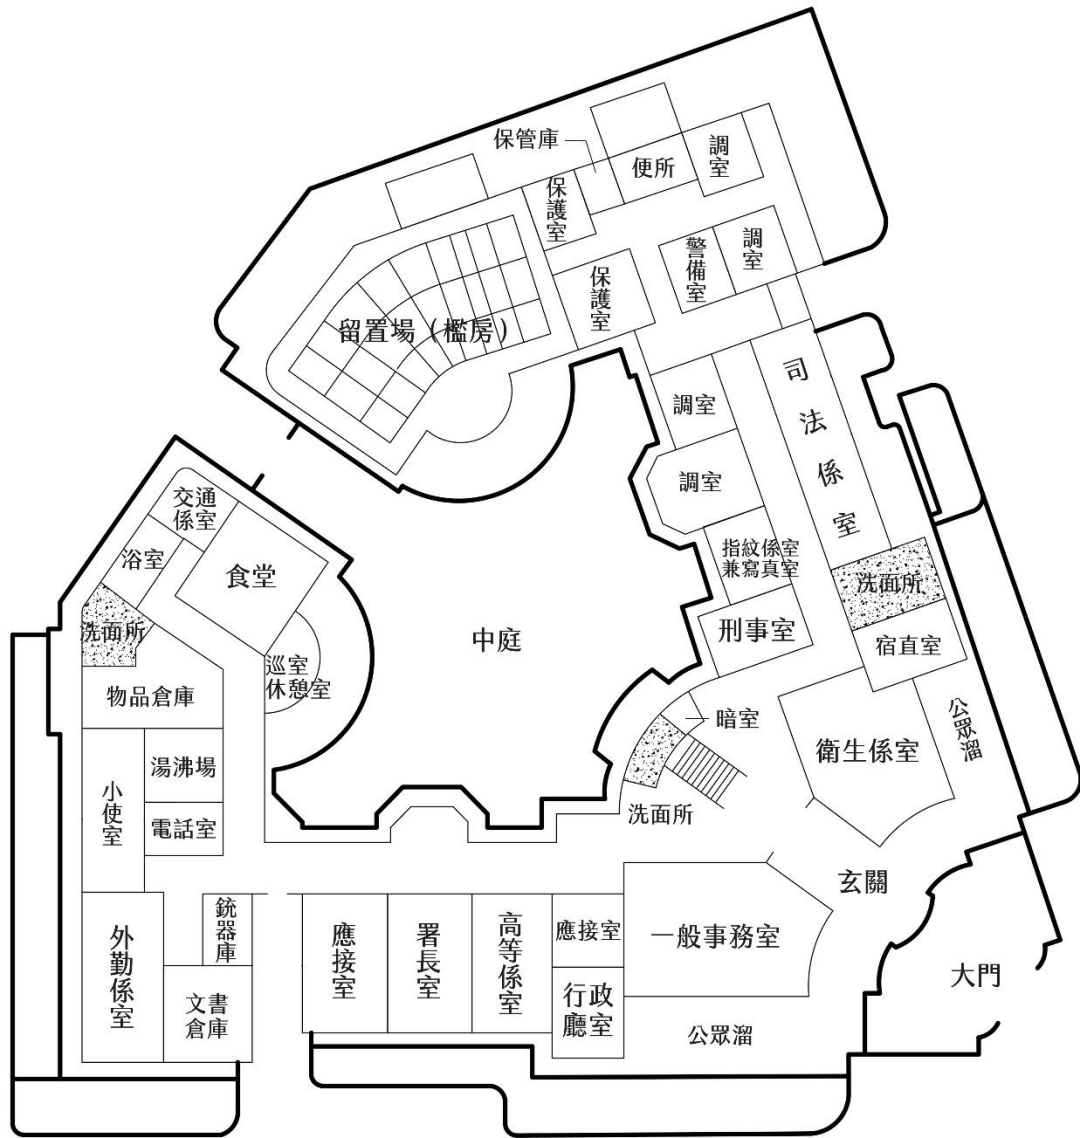 保管庫
便所
調
室
保
護
室
警
備
室
調
室
保
護
室
留置場（檻房）
司
法
係
室
調室
調室
交通
係室
浴室
食堂
指紋係室
兼寫真室
洗面所
洗面所
刑事室
宿直室
中庭
巡室
休憩室
物品倉庫
暗室
公
眾
溜
衛生係室
湯沸場
小
使
室
電話室
洗面所
玄關
銃
器
庫
外
勤
係
室
應
接
室
署
長
室
高
等
係
室
應接室
一般事務室
大門
文書
倉庫
行政
廳室
公眾溜